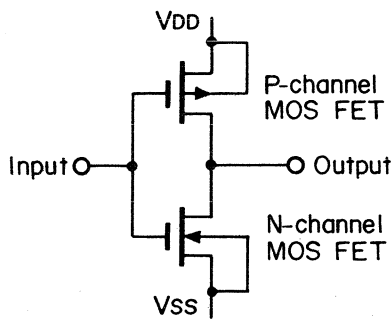 VDD
P-channel
MOS FET
Input
Output
N-channel
MOS FET
VSS